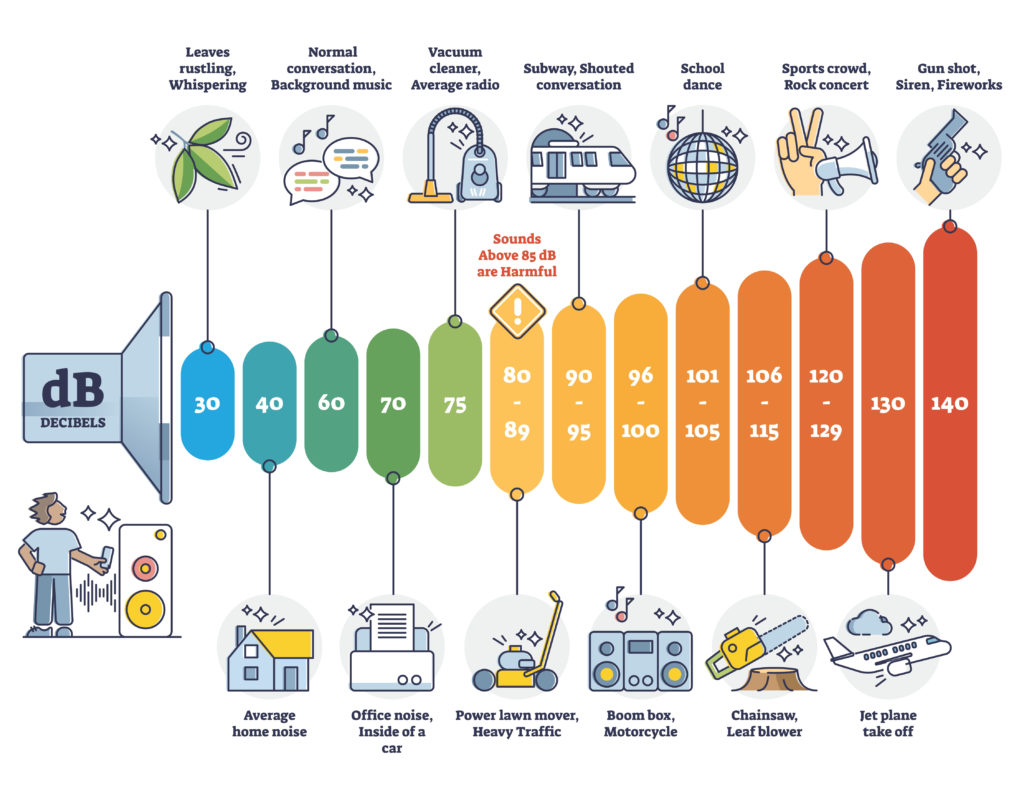 Leaves
rustling,
Whispering
Normal
conversation,
Background music
Vacuum
cleaner,
Average radio
Subway, Shouted
conversation
School
dance
Sports crowd,
Rock concert
Gun shot,
Siren, Fireworks
Sounds
Above 85 dB
are Harmful
!
dB
DECIBELS
30
40
60
70
75
80
-
89
90
-
95
96
-
100
101
-
105
106
-
115
120
-
129
130
140
Average
home noise
Office noise,
Inside of a
car
Power lawn mover,
Heavy Traffic
Boom box,
Motorcycle
Chainsaw,
Leaf blower
Jet plane
take off